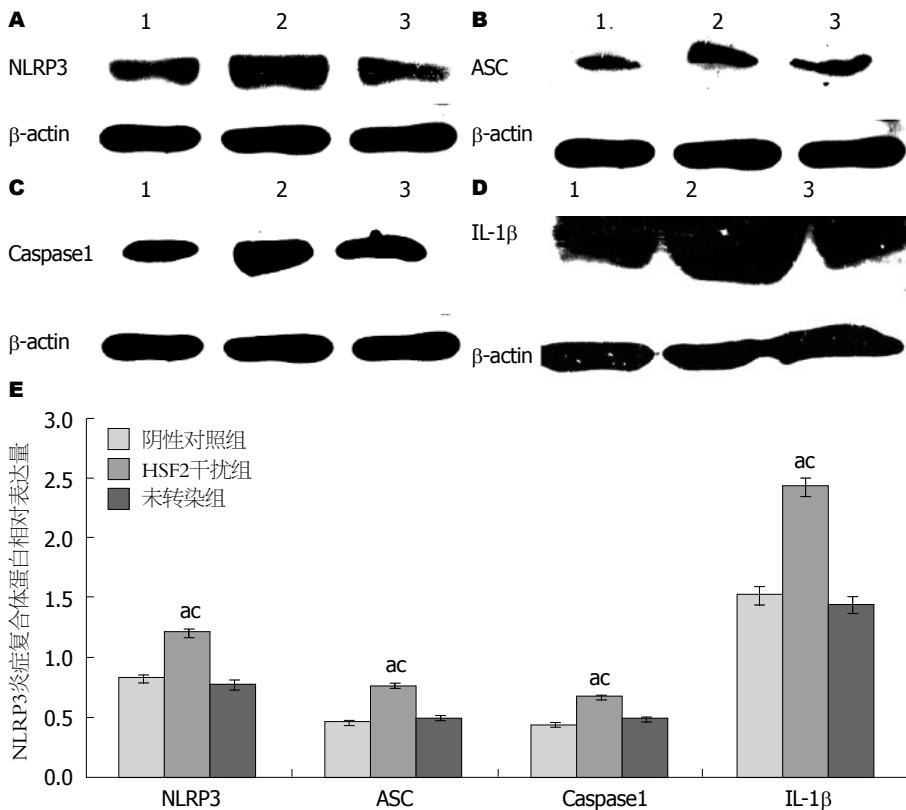 A
1 2 3
NLRP3
β-actin
B
1 2 3
ASC
β-actin
C
1 2 3
Caspase1
β-actin
D
1 2 3
IL-1β
β-actin
E
NLRP3炎症复合体蛋白相对表达量
3.0
2.5
2.0
1.5
1.0
0.5
0.0
阴性对照组
HSF2干扰组
未转染组
ac
ac
ac
ac
NLRP3 ASC Caspase1 IL-1β